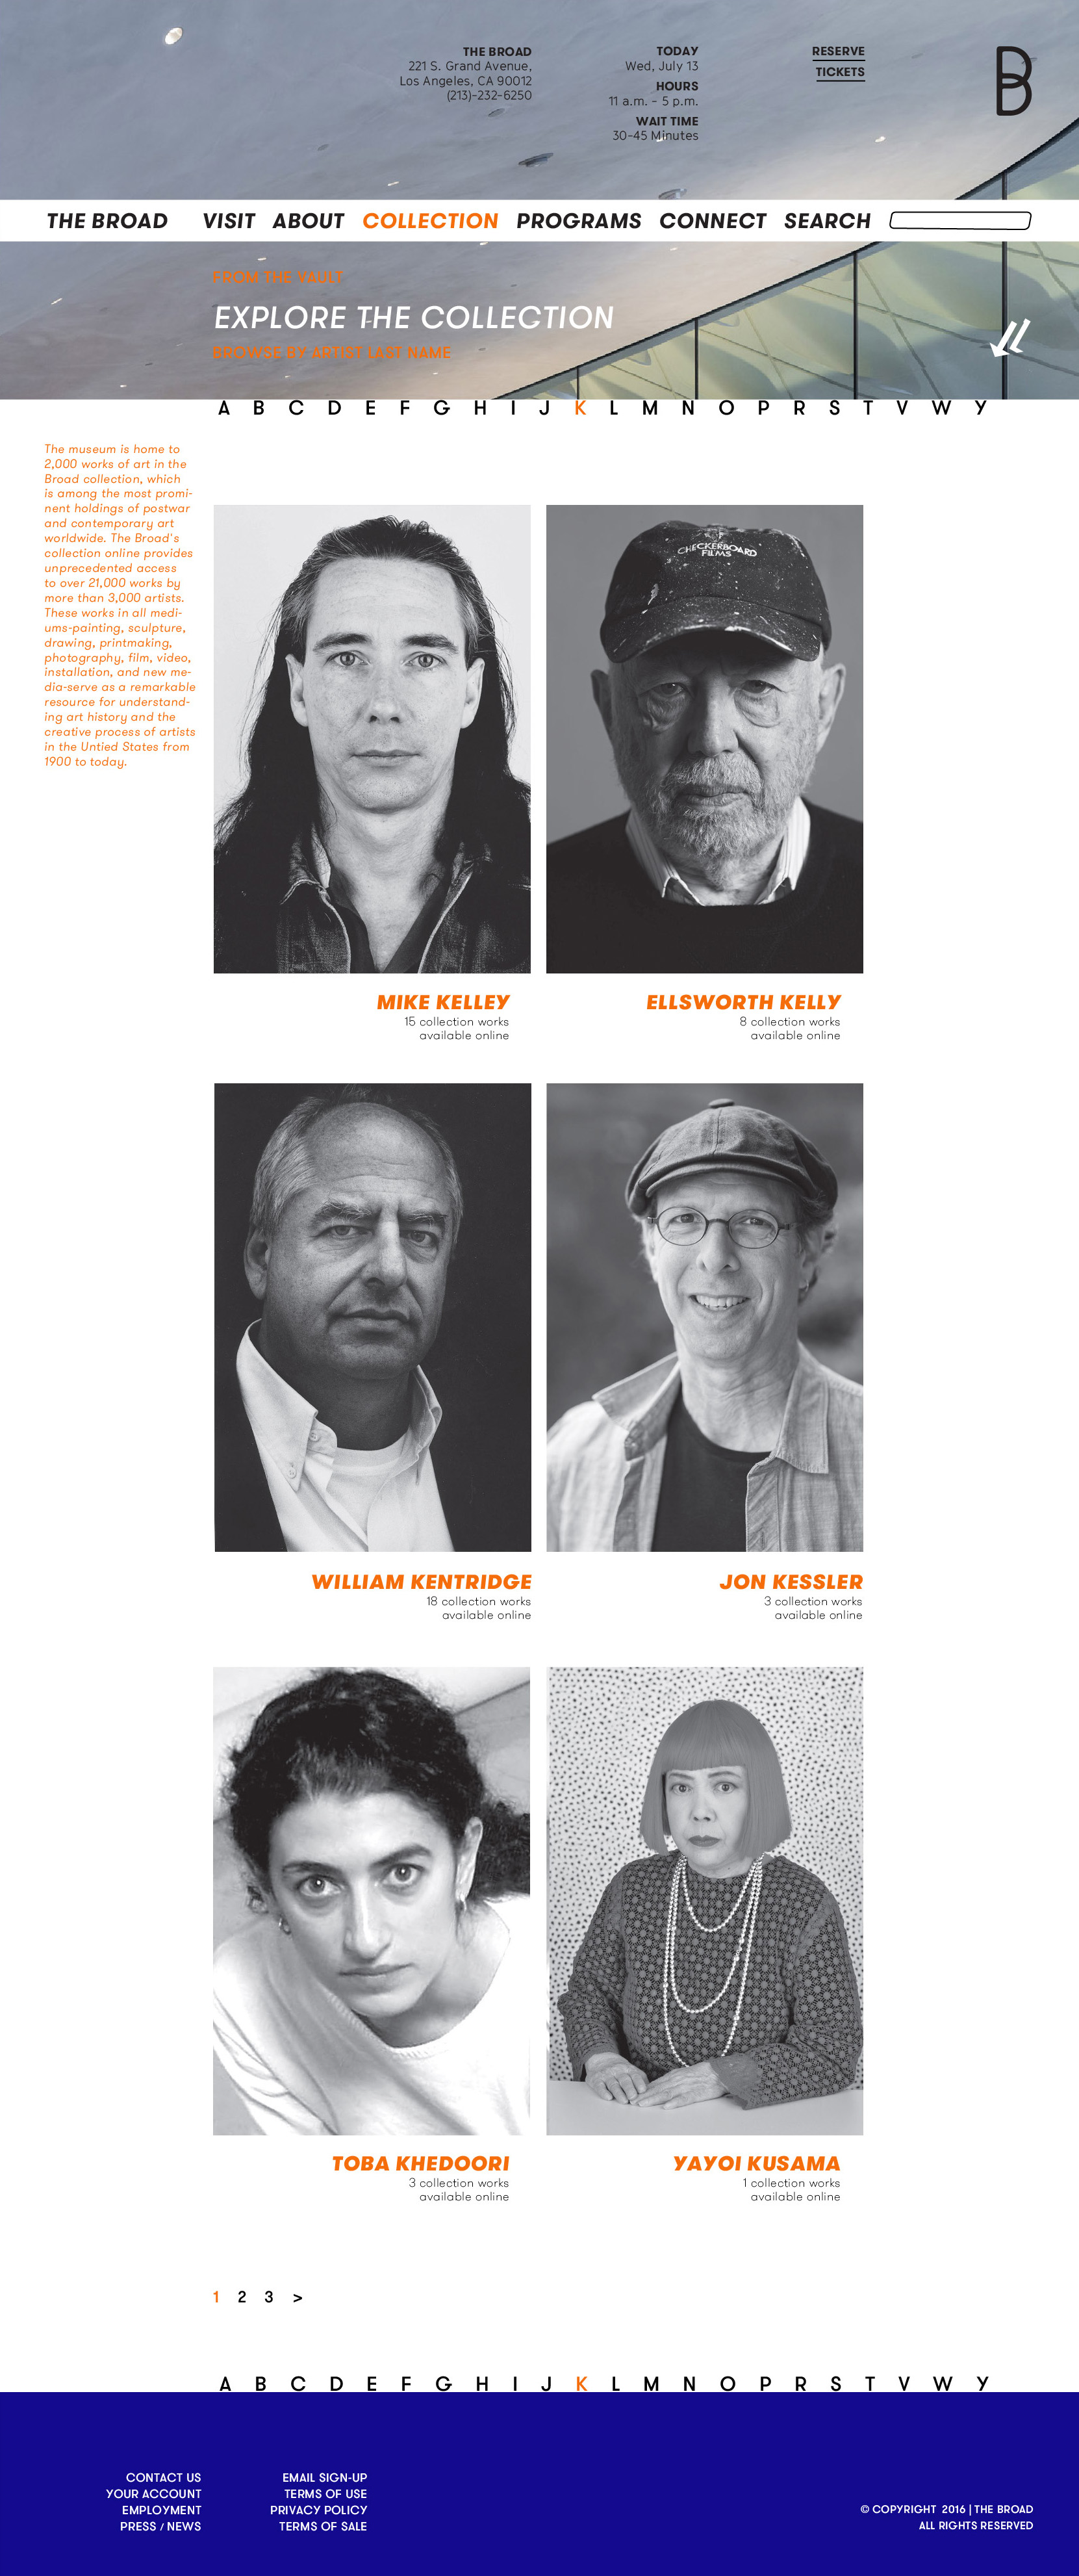 THE BROAD
221 S. Grand Avenue,
Los Angeles, CA 90012
(213)-232-6250
TODAY
Wed, July 13
HOURS
11 a.m. - 5 p.m.
WAIT TIME
30-45 Minutes
RESERVE
TICKETS
B
THE BROAD VISIT ABOUT COLLECTION PROGRAMS CONNECT SEARCH
FROM THE VAULT
EXPLORE THE COLLECTION
BROWSE BY ARTIST LAST NAME
A B C D E F G H I J K L M N O P R S T V W Y
The museum is home to
2,000 works of art in the
Broad collection, which
is among the most promi-
nent holdings of postwar
and contemporary art
worldwide. The Broad's
collection online provides
unprecedented access
to over 21,000 works by
more than 3,000 artists.
These works in all medi-
ums-painting, sculpture,
drawing, printmaking,
photography, film, video,
installation, and new me-
dia-serve as a remarkable
resource for understand-
ing art history and the
creative process of artists
in the Untied States from
1900 to today.
CHECKERBOARD
FILMS
MIKE KELLEY
15 collection works
available online
ELLSWORTH KELLY
8 collection works
available online
WILLIAM KENTRIDGE
18 collection works
available online
JON KESSLER
3 collection works
available online
TOBA KHEDOORI
3 collection works
available online
YAYOI KUSAMA
1 collection works
available online
1 2 3 >
A B C D E F G H I J K L M N O P R S T V W Y
CONTACT US
YOUR ACCOUNT
EMPLOYMENT
PRESS / NEWS
EMAIL SIGN-UP
TERMS OF USE
PRIVACY POLICY
TERMS OF SALE
© COPYRIGHT 2016 | THE BROAD
ALL RIGHTS RESERVED